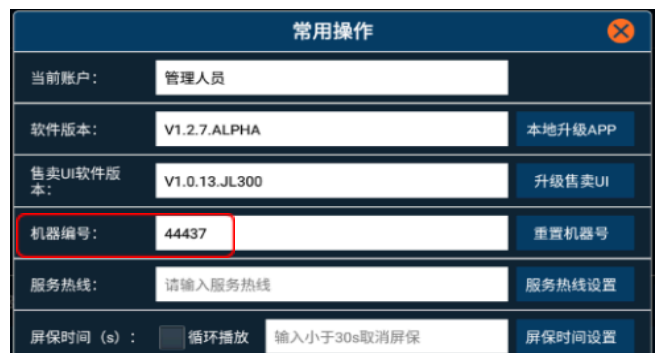 常用操作
当前账户：
管理人员
软件版本：
V1.2.7.ALPHA
本地升级APP
售卖UI软件版
本：
V1.0.13.JL300
升级售卖UI
机器编号：
44437
重置机器号
服务热线：
请输入服务热线
服务热线设置
屏保时间（s）：
循环播放
输入小于30s取消屏保
屏保时间设置